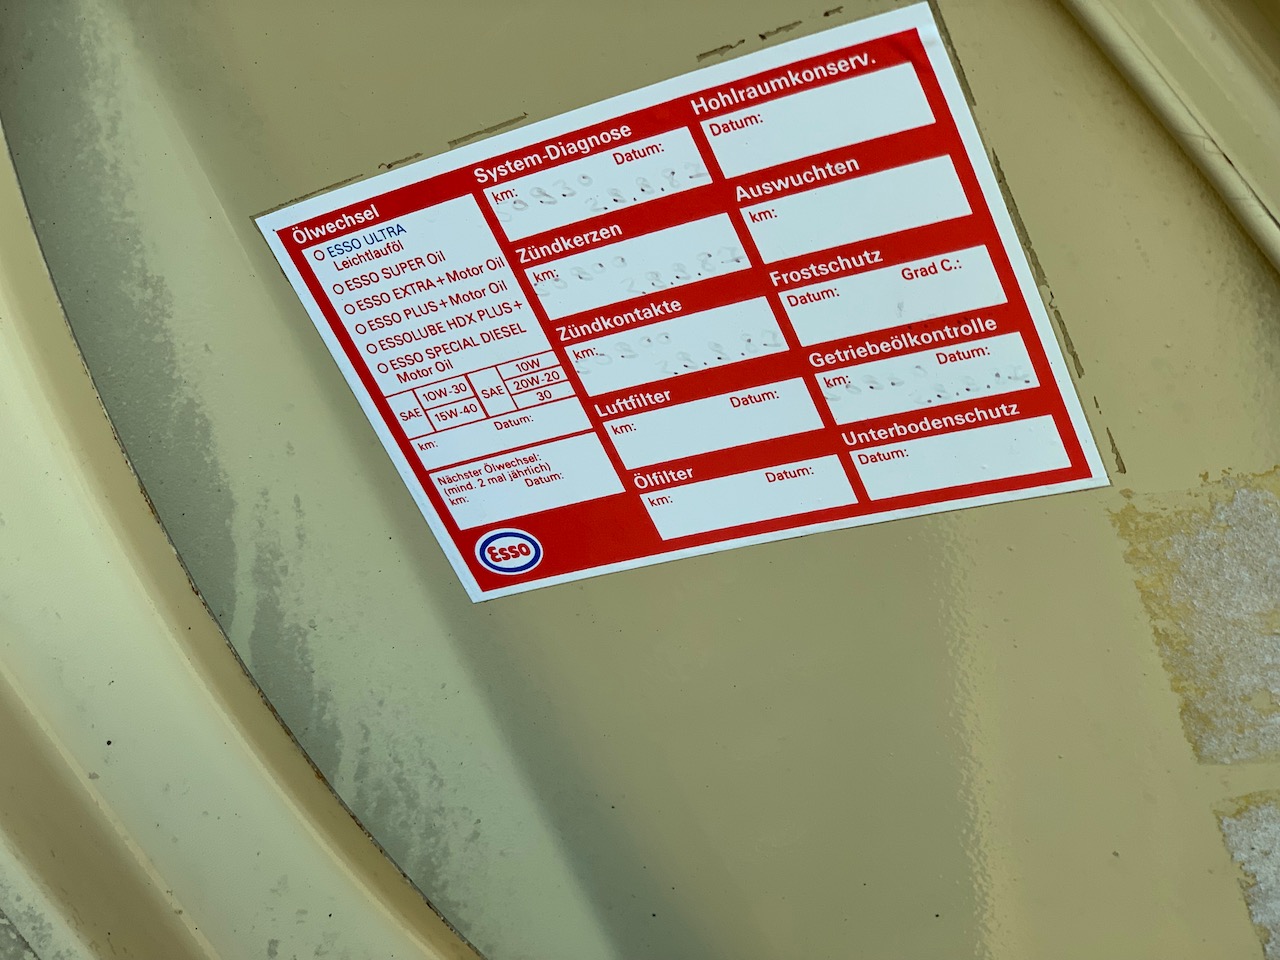 Ölwechsel
ESSO ULTRA
Leichtlauföl
ESSO SUPER Oil
ESSO EXTRA + Motor Oil
ESSO PLUS + Motor Oil
ESSOLUBE HDX PLUS +
ESSO SPECIAL DIESEL
Motor Oil
SAE 10W-30 SAE 10W
15W-40 20W-20
30
km: Datum:
Nächster Ölwechsel:
(mind. 2 mal jährlich)
km: Datum:
Esso
System-Diagnose
km: Datum:
Zündkerzen
km:
Zündkontakte
km:
Luftfilter
km: Datum:
Ölfilter
km: Datum:
Hohlraumkonserv.
Datum:
Auswuchten
km:
Frostschutz
Datum: Grad C.:
Getriebeölkontrolle
km: Datum:
Unterbodenschutz
Datum: